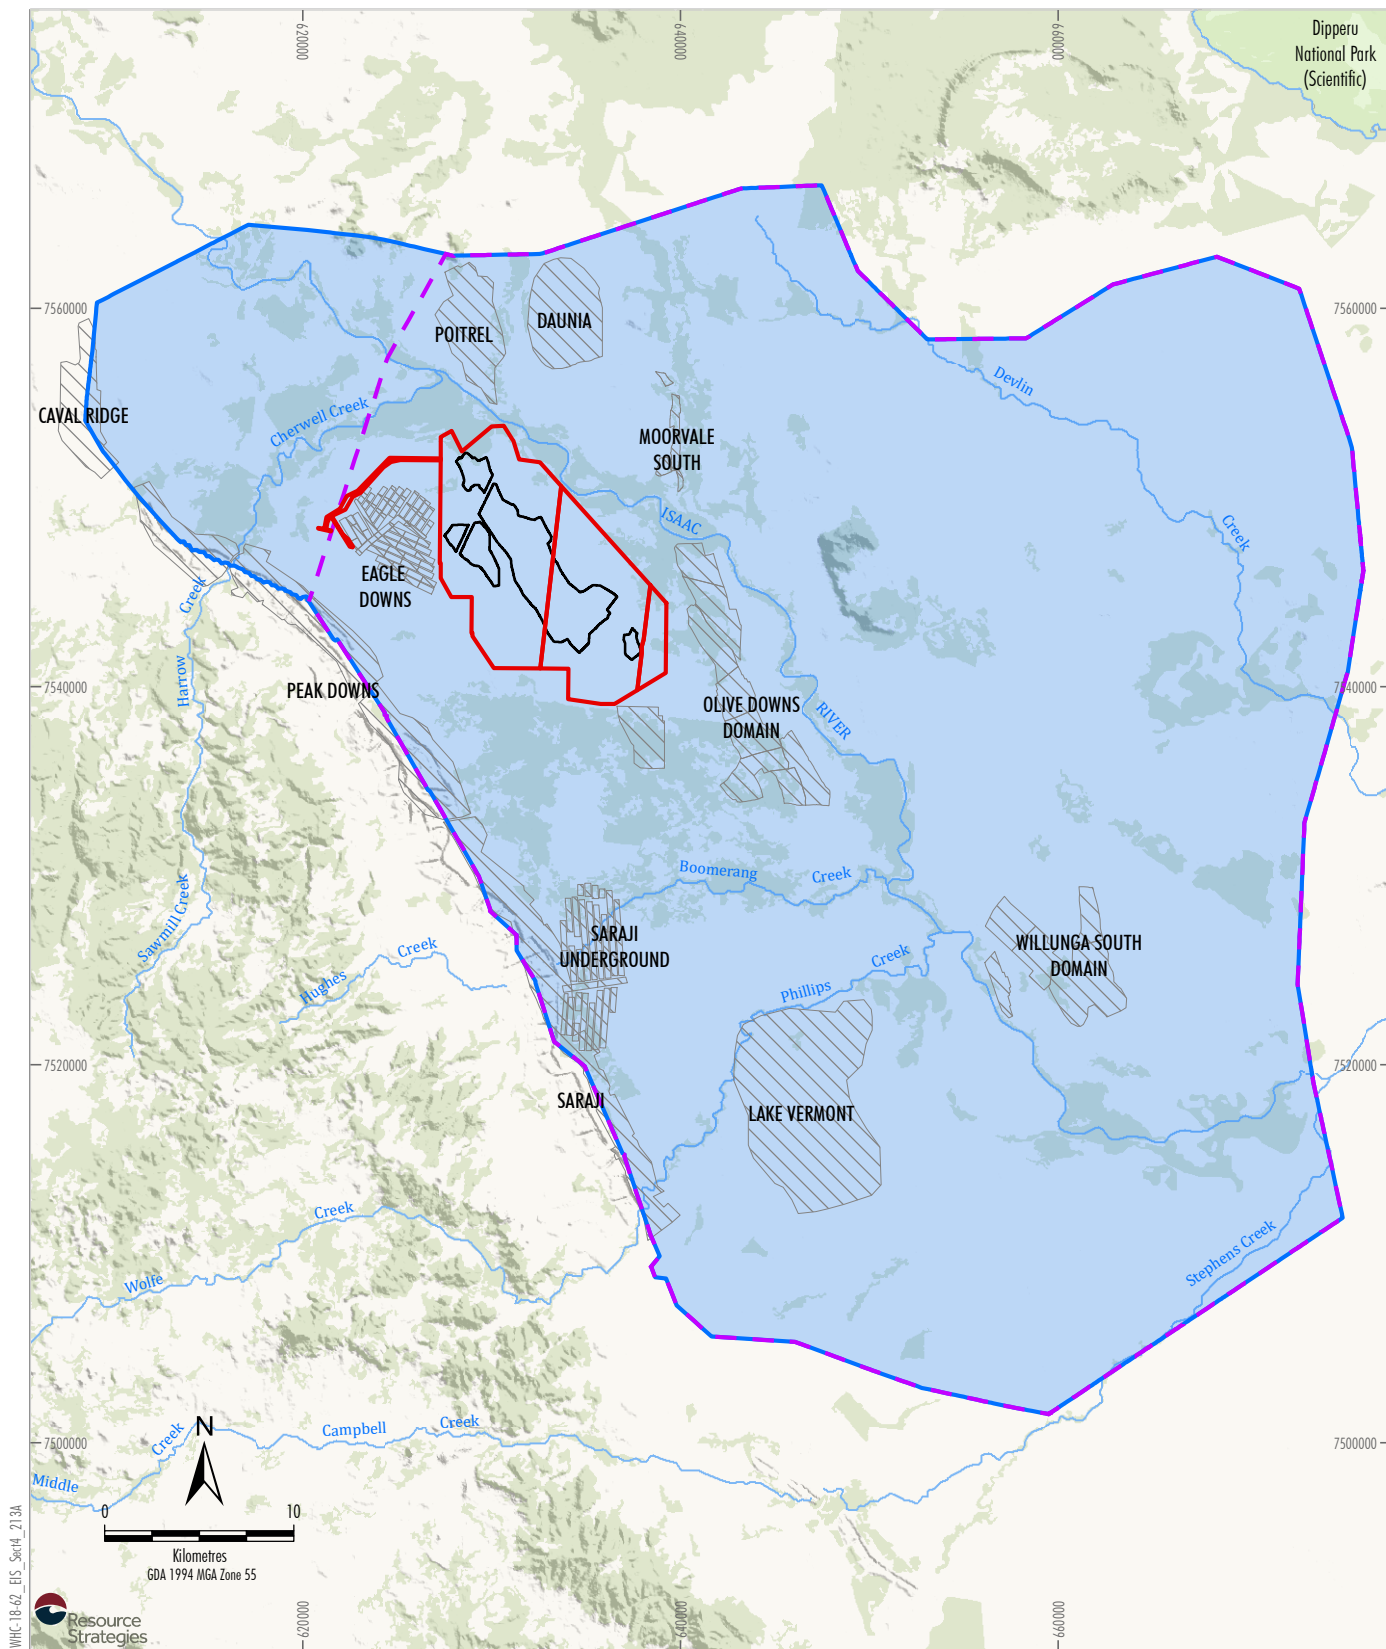 620000
640000
660000
Dipperu
National Park
(Scientific)
7560000
7560000
POITREL
DAUNIA
Devlin
CAVAL RIDGE
Cherwell Creek
MOORVALE
SOUTH
ISAAC
Creek
EAGLE
DOWNS
Creek
Harrow
7540000
7540000
PEAK DOWNS
OLIVE DOWNS
DOMAIN
RIVER
Boomerang
Creek
Sawmill Creek
SARAJI
UNDERGROUND
Creek
Hughes
Creek
Phillips
WILLUNGA SOUTH
DOMAIN
7520000
7520000
SARAJI
LAKE VERMONT
Creek
Wolfe
Stephens Creek
N
Creek
Campbell
Creek
7500000
7500000
Middle
0
10
Kilometres
GDA 1994 MGA Zone 55
WHC-18-62_EIS_Sect4_213A
Resource
Strategies
620000
640000
660000